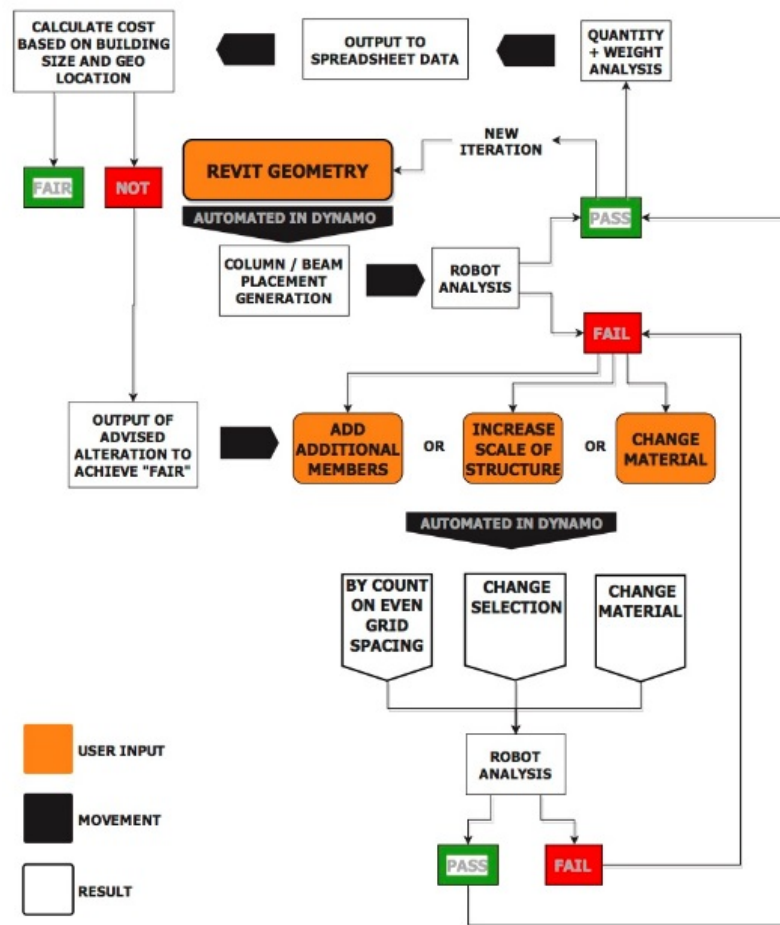 CALCULATE COST
BASED ON BUILDING
SIZE AND GEO
LOCATION
OUTPUT TO
SPREADSHEET DATA
QUANTITY
+ WEIGHT
ANALYSIS
FAIR
NOT
NEW
ITERATION
REVIT GEOMETRY
AUTOMATED IN DYNAMO
PASS
COLUMN / BEAM
PLACEMENT
GENERATION
ROBOT
ANALYSIS
FAIL
OUTPUT OF
ADVISED
ALTERATION TO
ACHIEVE "FAIR"
ADD
ADDITIONAL
MEMBERS
OR
INCREASE
SCALE OF
STRUCTURE
OR
CHANGE
MATERIAL
AUTOMATED IN DYNAMO
BY COUNT
ON EVEN
GRID
SPACING
CHANGE
SELECTION
CHANGE
MATERIAL
ROBOT
ANALYSIS
PASS
FAIL
USER INPUT
MOVEMENT
RESULT